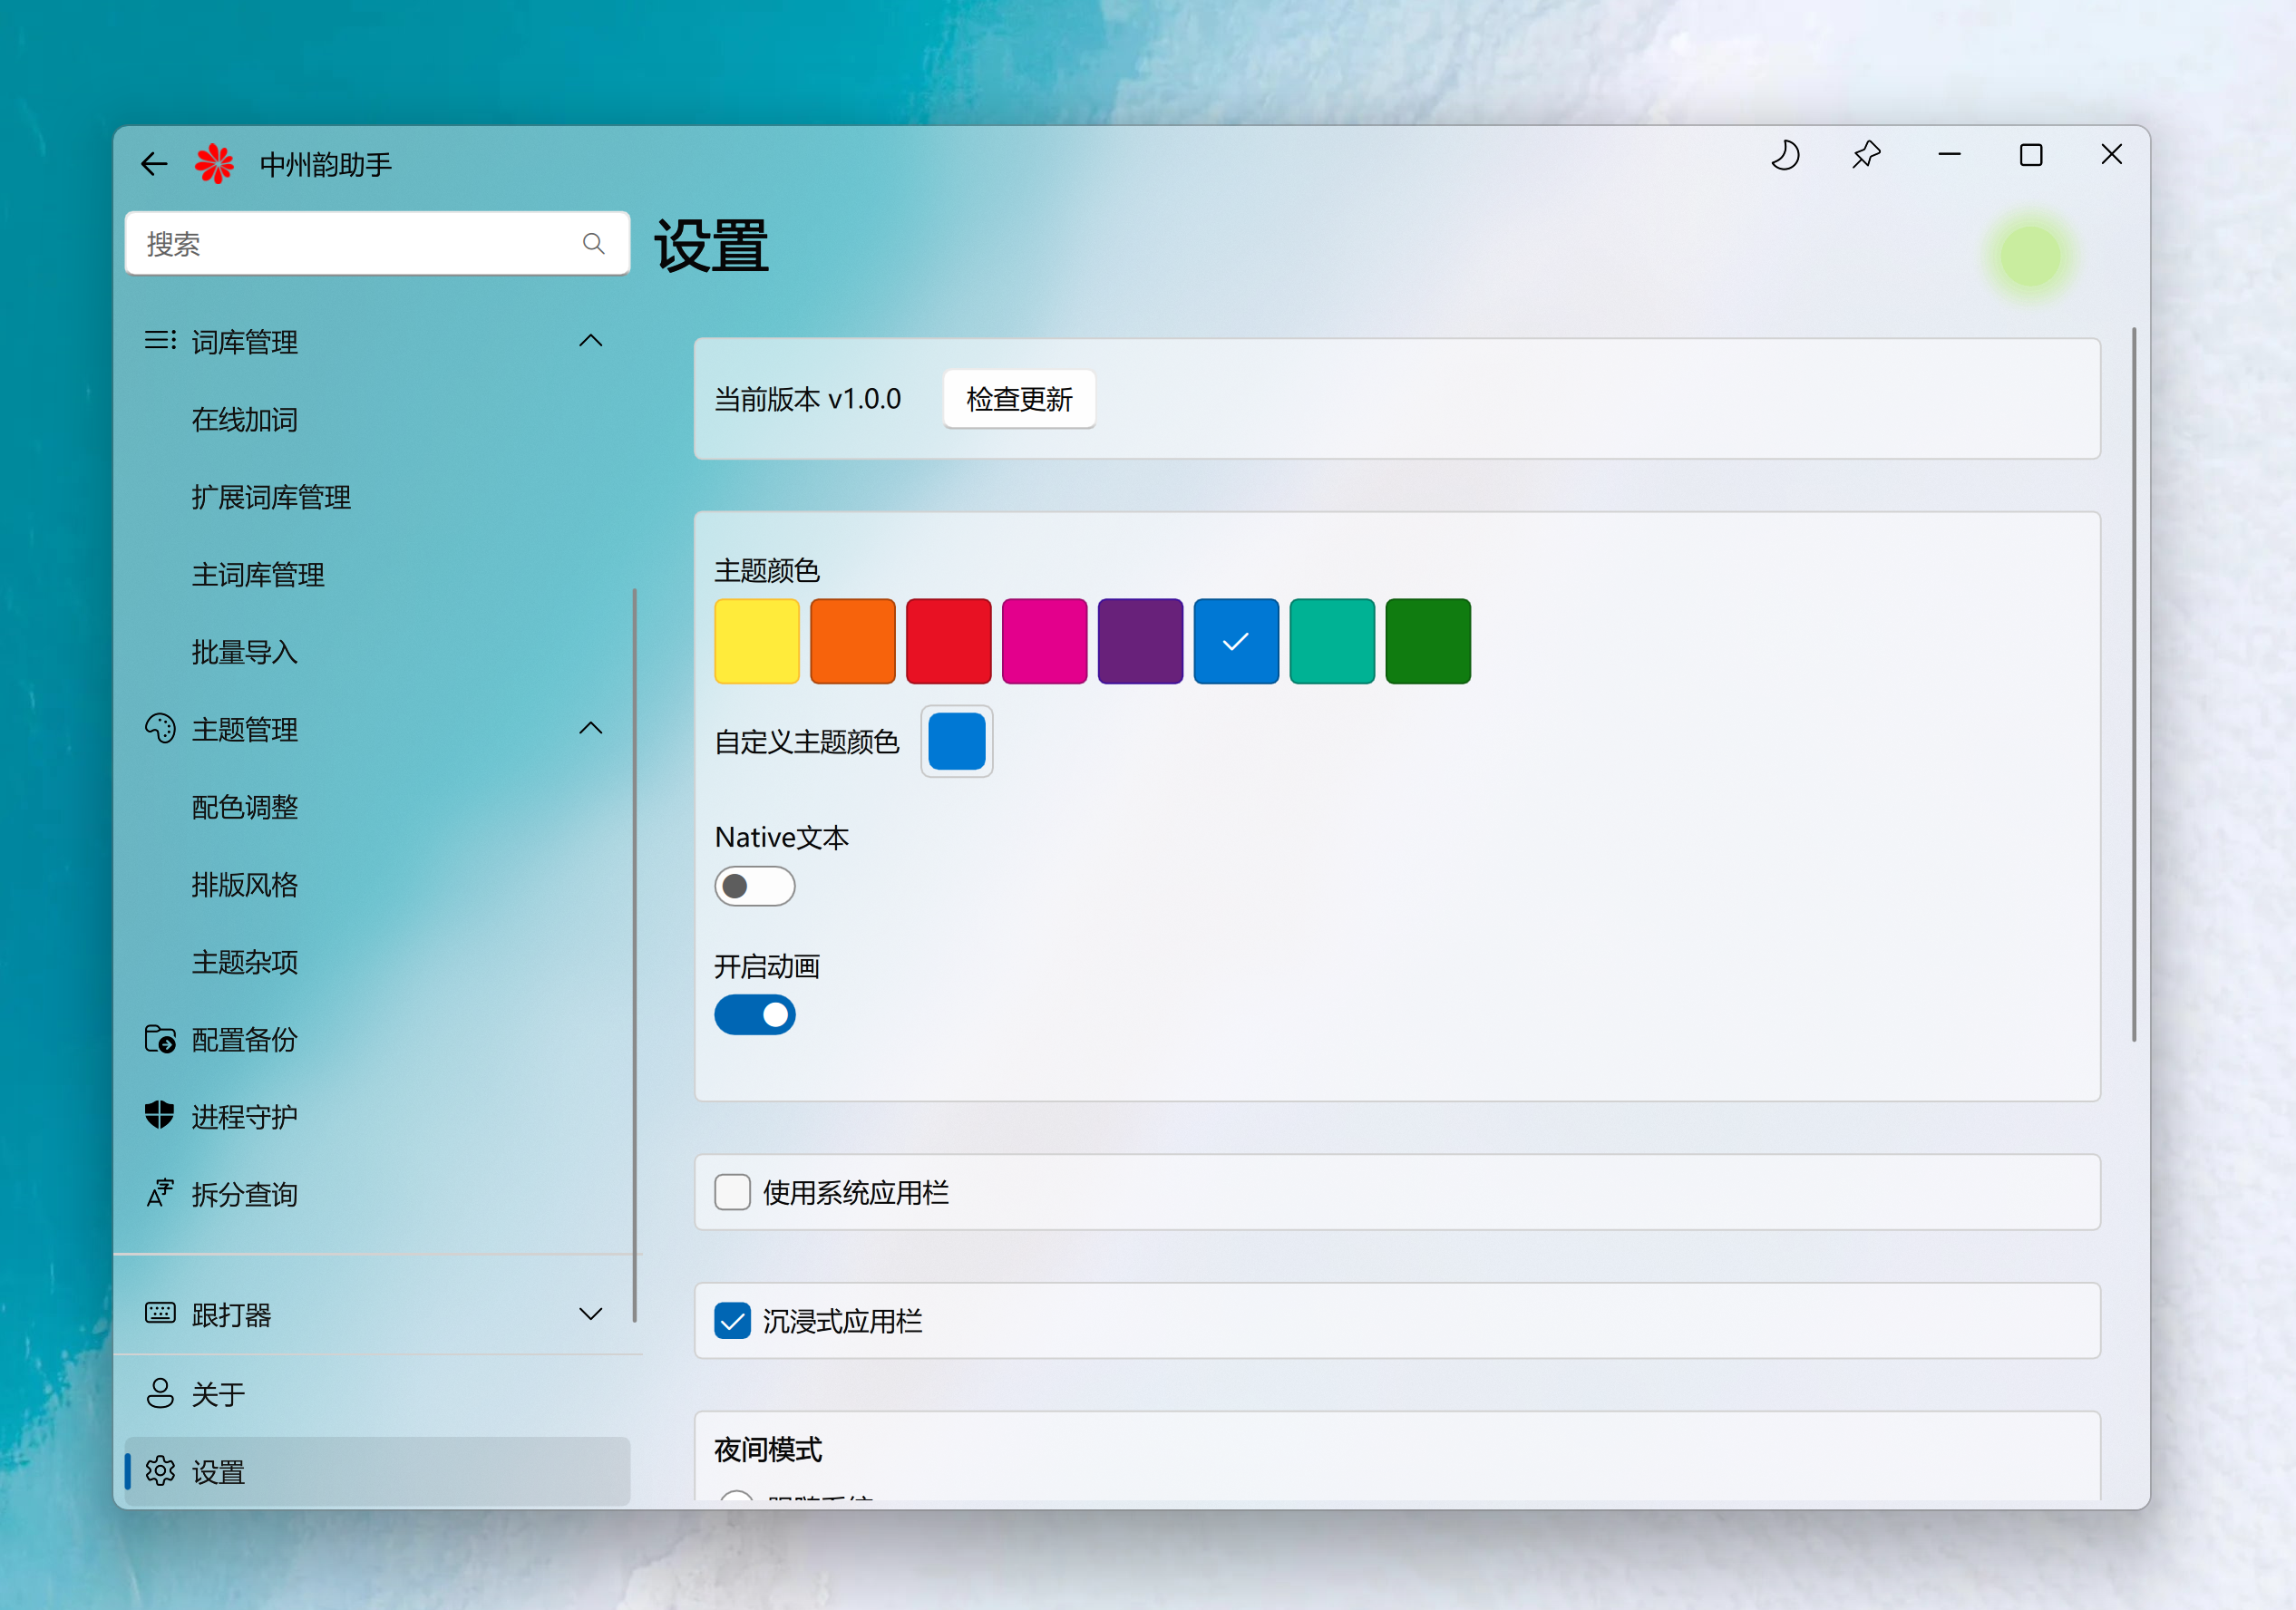 中州韵助手
搜索
词库管理
在线加词
扩展词库管理
主词库管理
批量导入
主题管理
配色调整
排版风格
主题杂项
配置备份
进程守护
拆分查询
跟打器
关于
设置
设置
当前版本 v1.0.0
检查更新
主题颜色
自定义主题颜色
Native文本
开启动画
使用系统应用栏
沉浸式应用栏
夜间模式